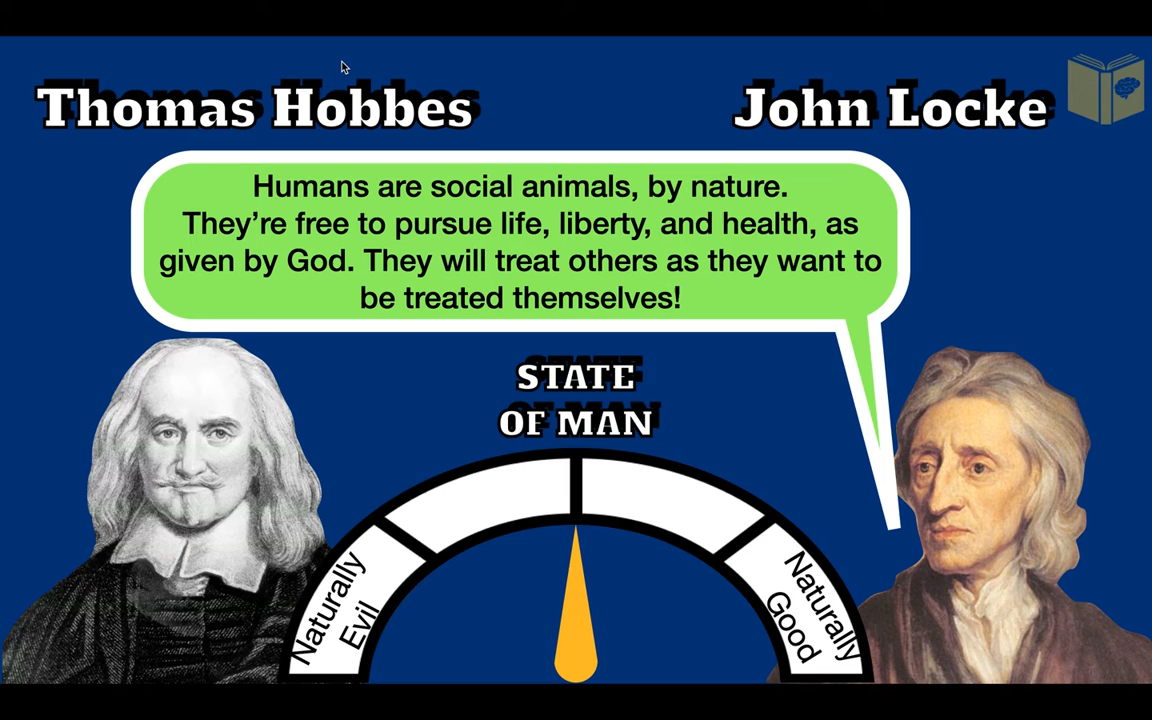 Thomas Hobbes
John Locke
Humans are social animals, by nature.
They’re free to pursue life, liberty, and health, as
given by God. They will treat others as they want to
be treated themselves!
STATE
OF MAN
Naturally
Evil
Naturally
Good